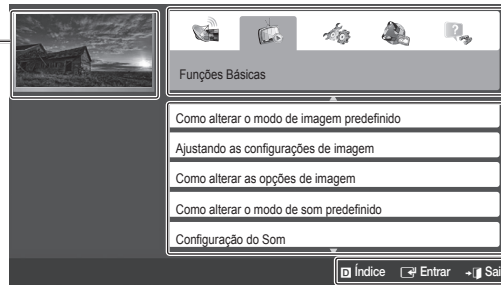 Funções Básicas
Como alterar o modo de imagem predefinido
Ajustando as configurações de imagem
Como alterar as opções de imagem
Como alterar o modo de som predefinido
Configuração do Som
D Índice Entrar Sai